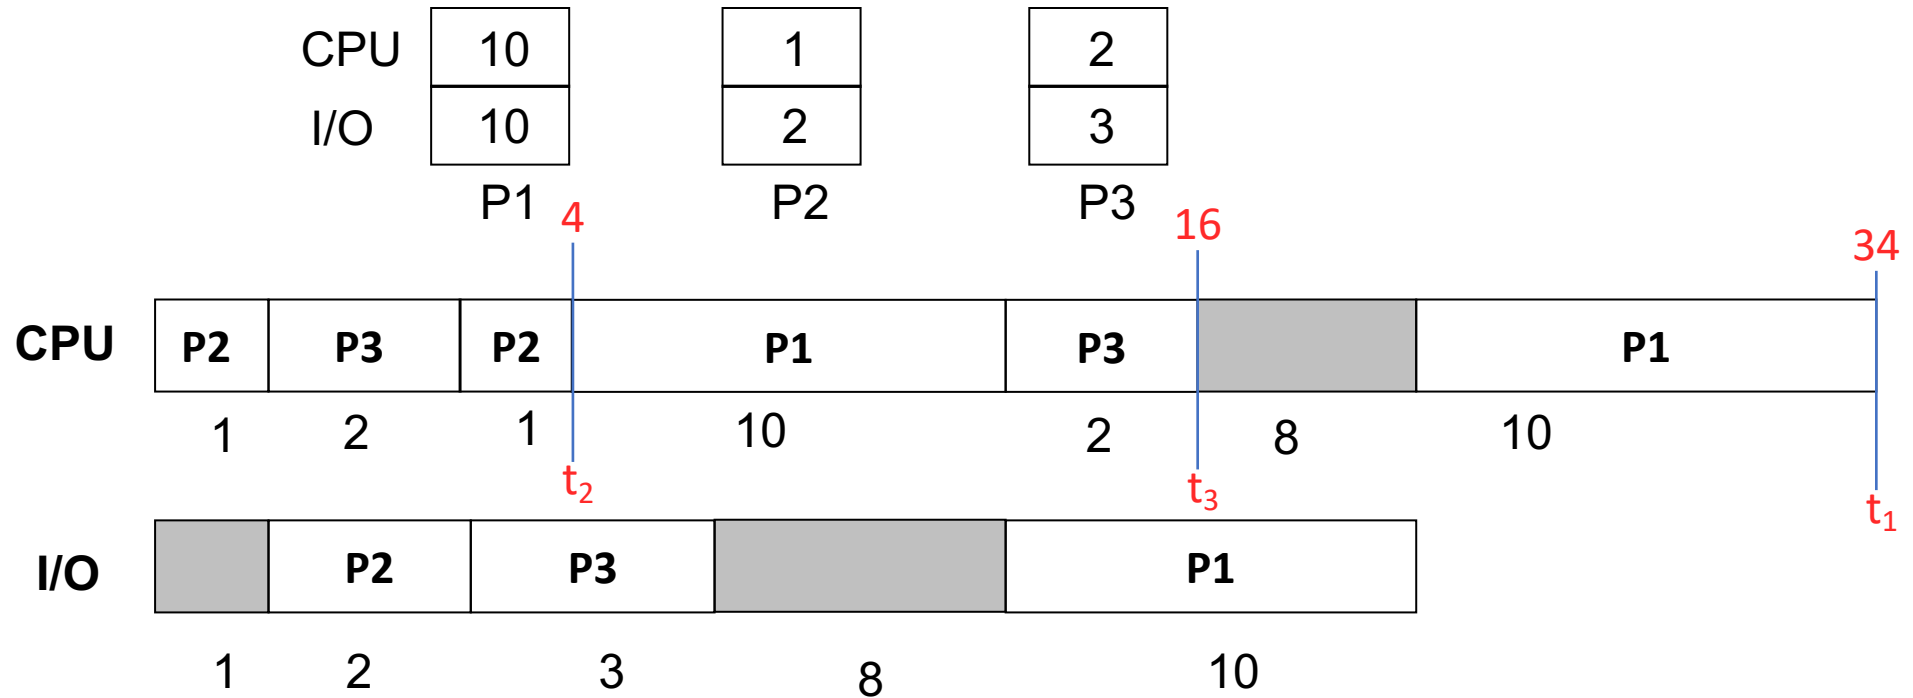 CPU 10 1 2
I/O 10 2 3
P1 P2 P3
4 16 34
CPU P2 P3 P2 P1 P3 P1
1 2 1 10 2 8 10
t₂ t₃ t₁
I/O P2 P3 P1
1 2 3 8 10